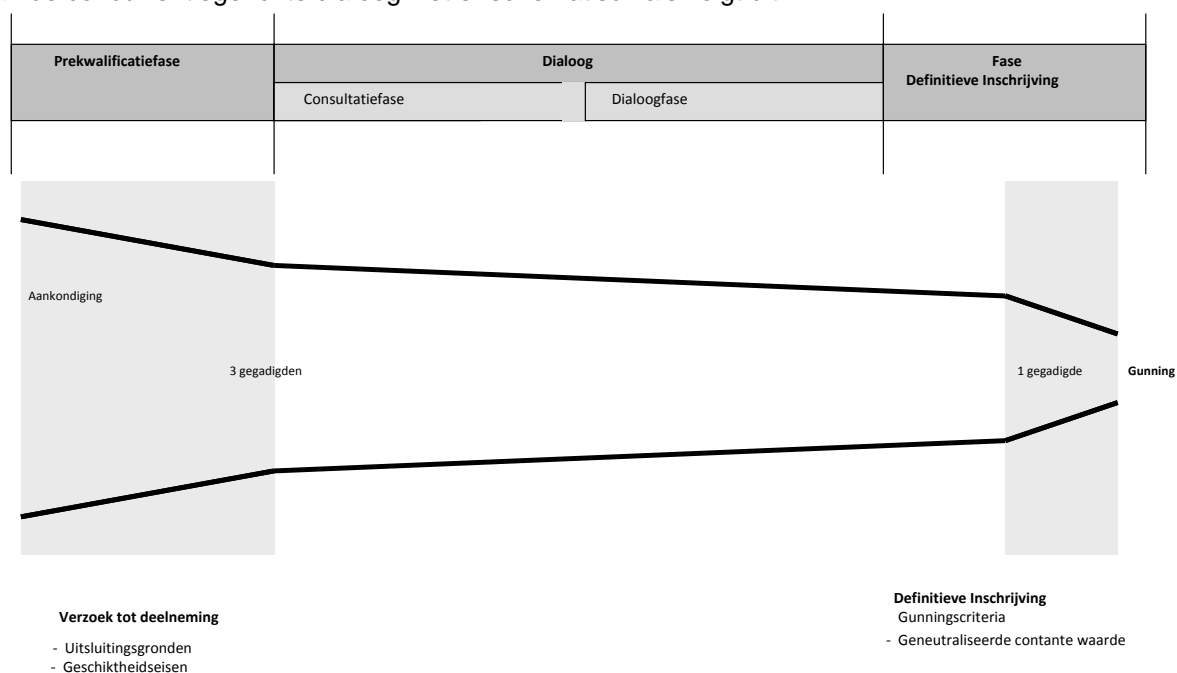 Prekwalificatiefase
Dialoog
Fase
Definitieve Inschrijving
Consultatiefase
Dialoogfase
Aankondiging
3 gegadigden
1 gegadigde
Gunning
Verzoek tot deelneming
- Uitsluitingsgronden
- Geschiktheidseisen
Definitieve Inschrijving
Gunningscriteria
- Geneutraliseerde contante waarde